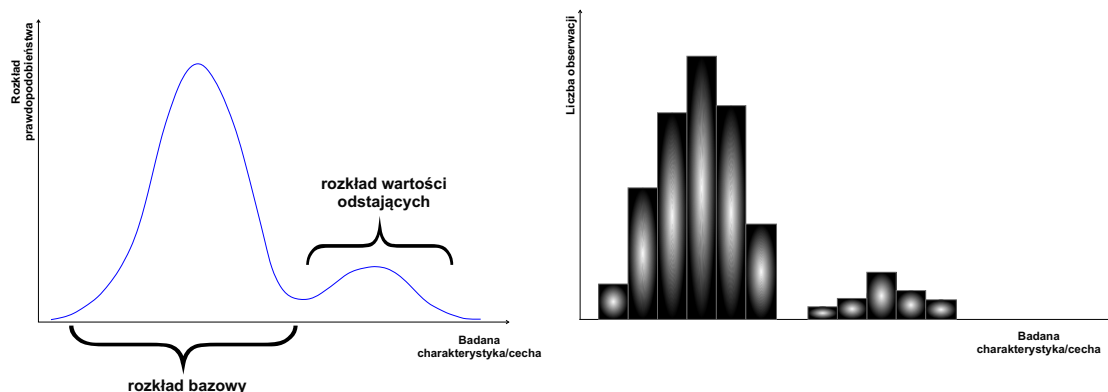 Rozkład
prawdopodobieństwa
rozkład wartości
odstających
Badana
charakterystyka/cecha
rozkład bazowy
Liczba obserwacji
Badana
charakterystyka/cecha